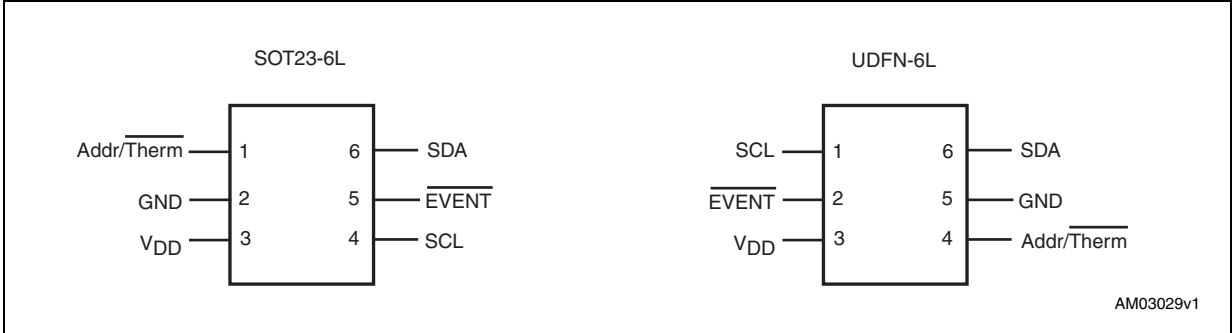 SOT23-6L
Addr/Therm 1 6 SDA
GND 2 5 EVENT
VDD 3 4 SCL
UDFN-6L
SCL 1 6 SDA
EVENT 2 5 GND
VDD 3 4 Addr/Therm
AM03029v1